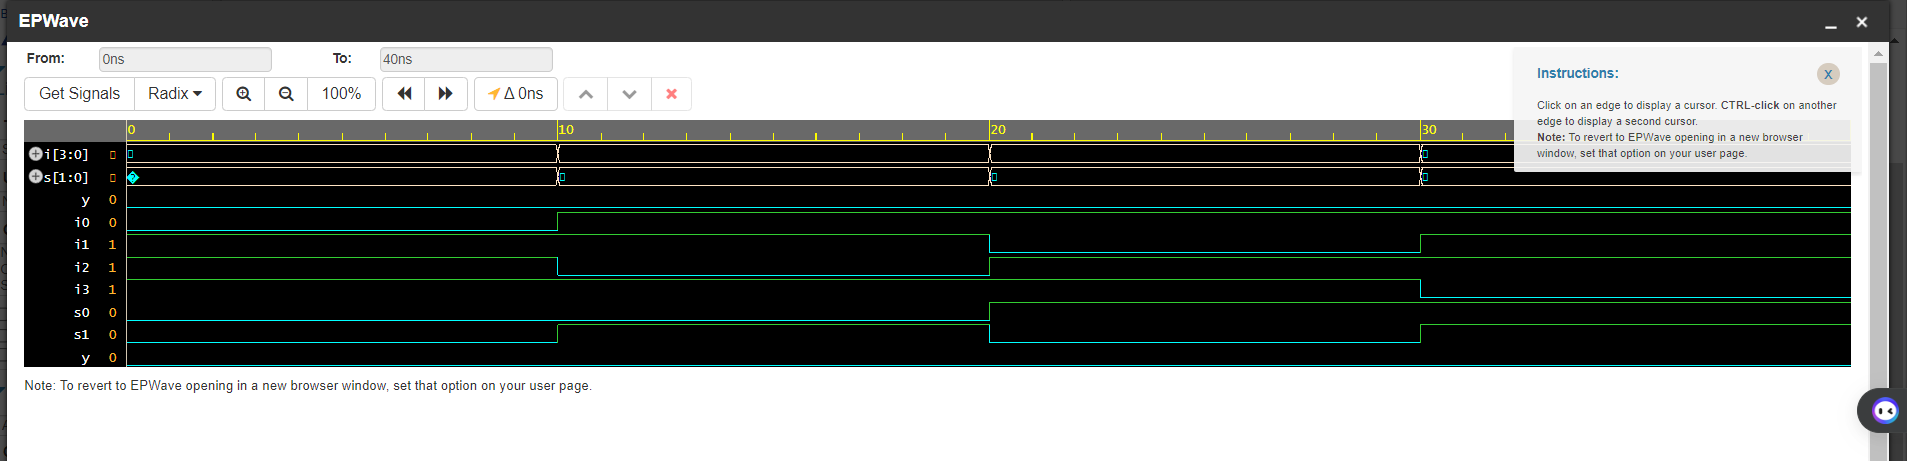 EPWave
From: 0ns To: 40ns
Instructions: X
Get Signals Radix 100% Δ 0ns
Click on an edge to display a cursor. CTRL-click on another
edge to display a second cursor.
Note: To revert to EPWave opening in a new browser
window, set that option on your user page.
0 10 20 30
i[3:0]
s[1:0]
y 0
i0 0
i1 1
i2 1
i3 1
s0 0
s1 0
y 0
Note: To revert to EPWave opening in a new browser window, set that option on your user page.